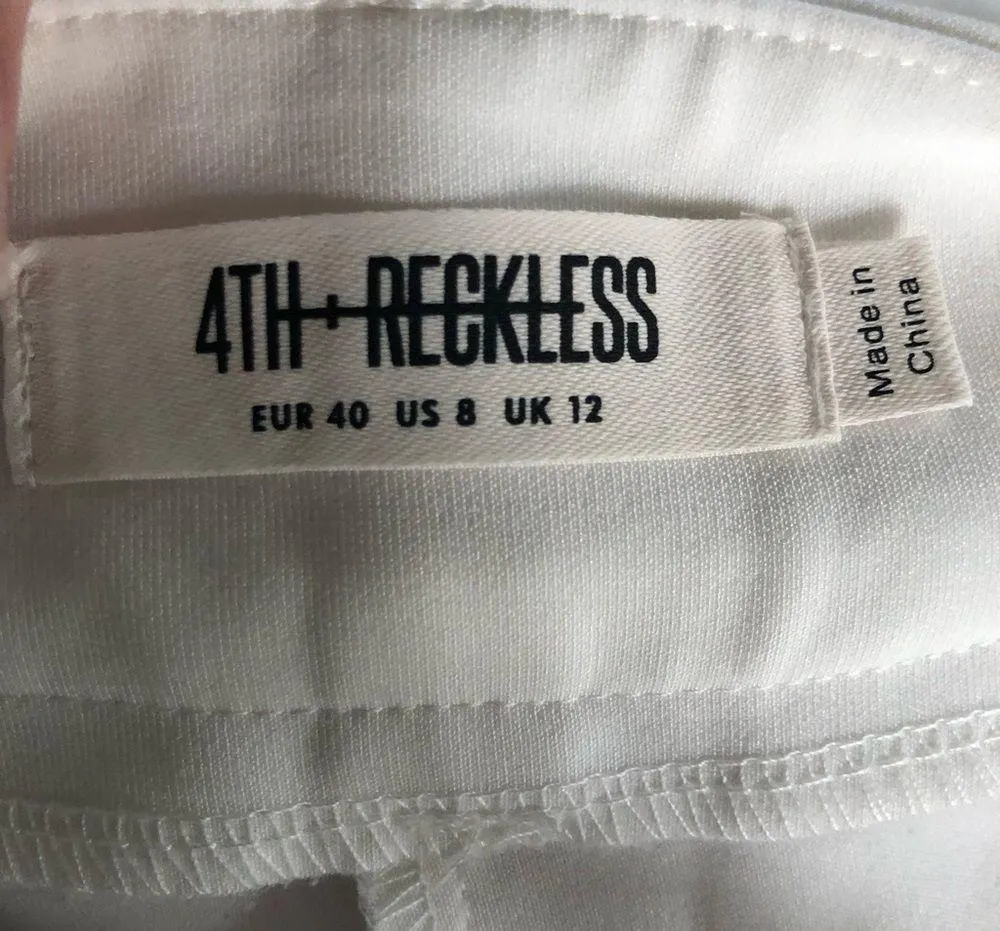 4TH + RECKLESS
EUR 40 US 8 UK 12
Made in
China